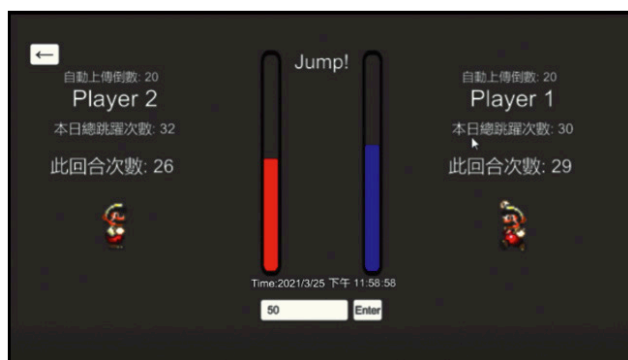 ←
Jump!
自動上傳倒數: 20
Player 2
本日總跳躍次數: 32
此回合次數: 26
自動上傳倒數: 20
Player 1
本日總跳躍次數: 30
此回合次數: 29
Time:2021/3/25 下午 11:58:58
50
Enter